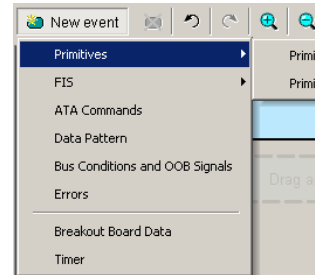 New event
Primitives
Primi
FIS
Primi
ATA Commands
Data Pattern
Bus Conditions and OOB Signals
Drag a
Errors
Breakout Board Data
Timer